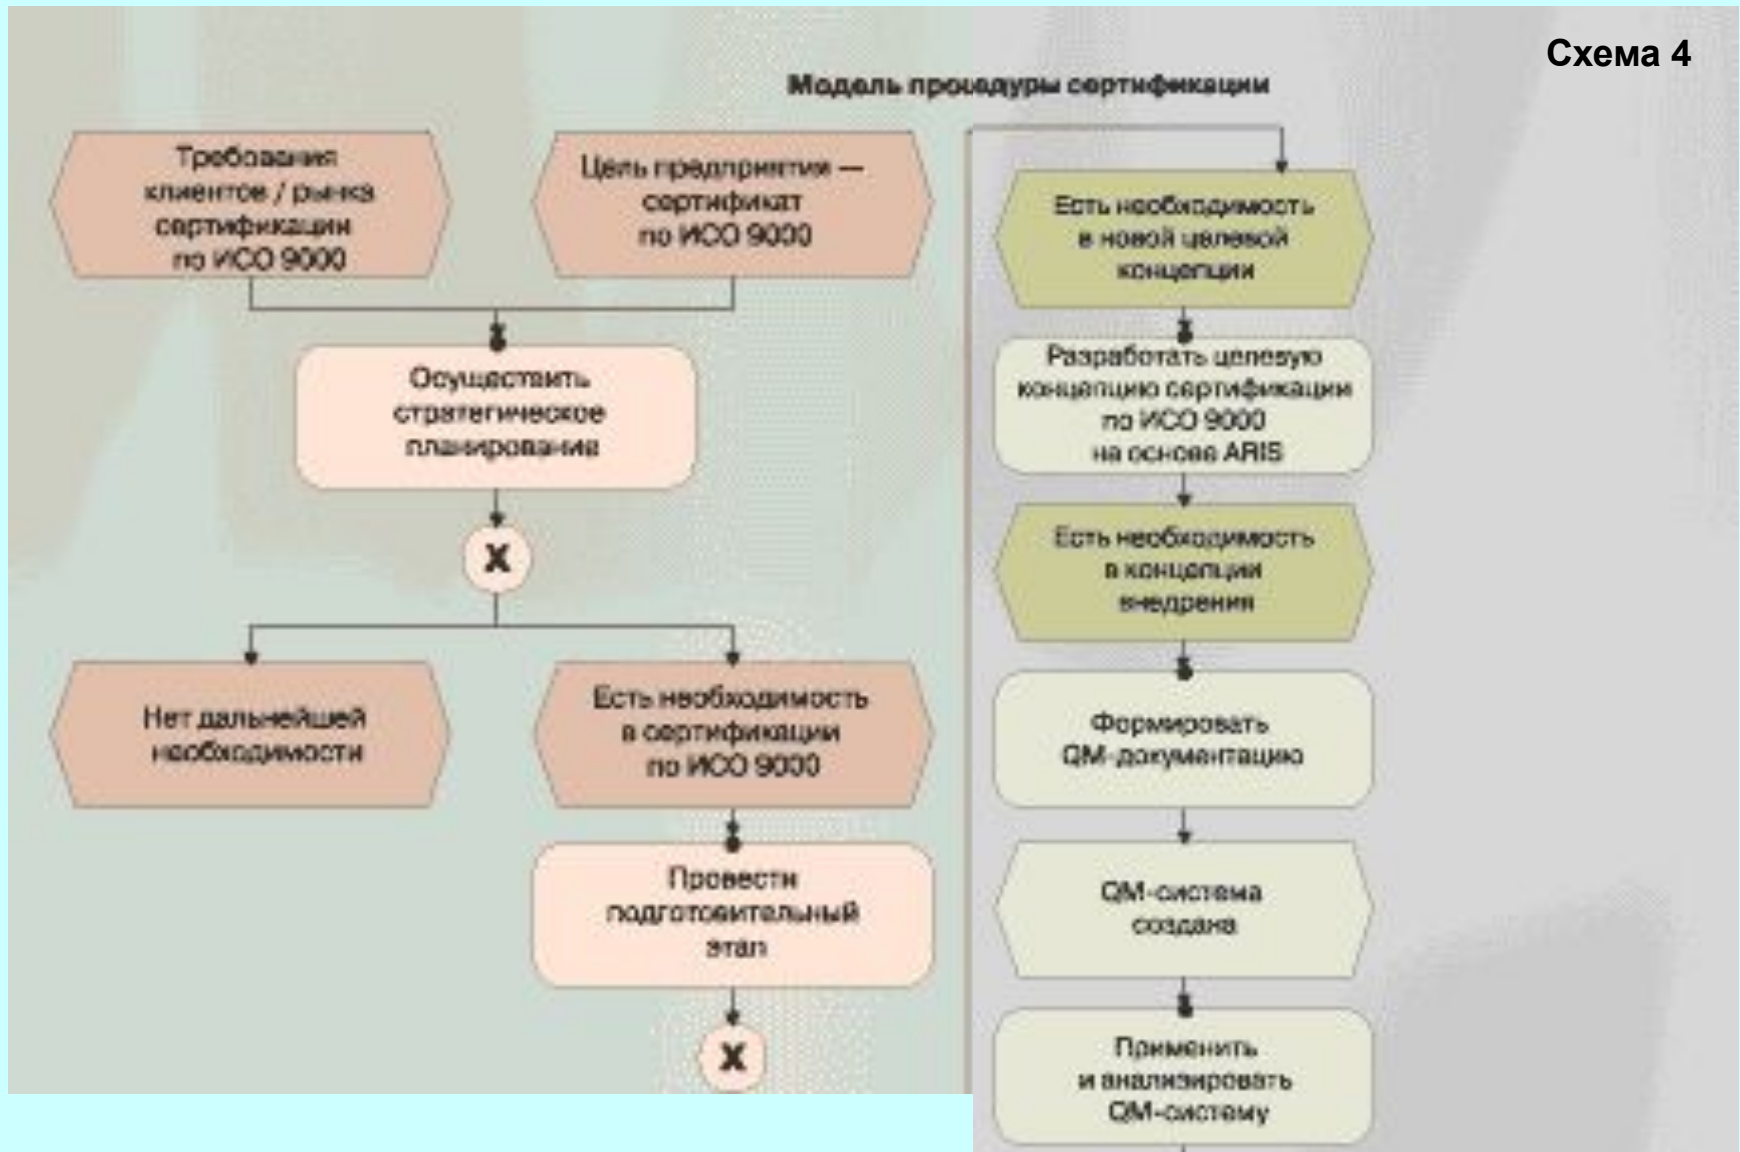 Схема 4
Модель процедуры сертификации
Требования
клиентов / рынка
сертификации
по ИСО 9000
Цель предприятия —
сертификат
по ИСО 9000
Осуществить
стратегическое
планирование
X
Нет дальнейшей
необходимости
Есть необходимость
в сертификации
по ИСО 9000
Провести
подготовительный
этап
X
Есть необходимость
в новой целевой
концепции
Разработать целевую
концепцию сертификации
по ИСО 9000
на основе ARIS
Есть необходимость
в концепции
внедрения
Формировать
QM-документацию
QM-система
создана
Применить
и анализировать
QM-систему